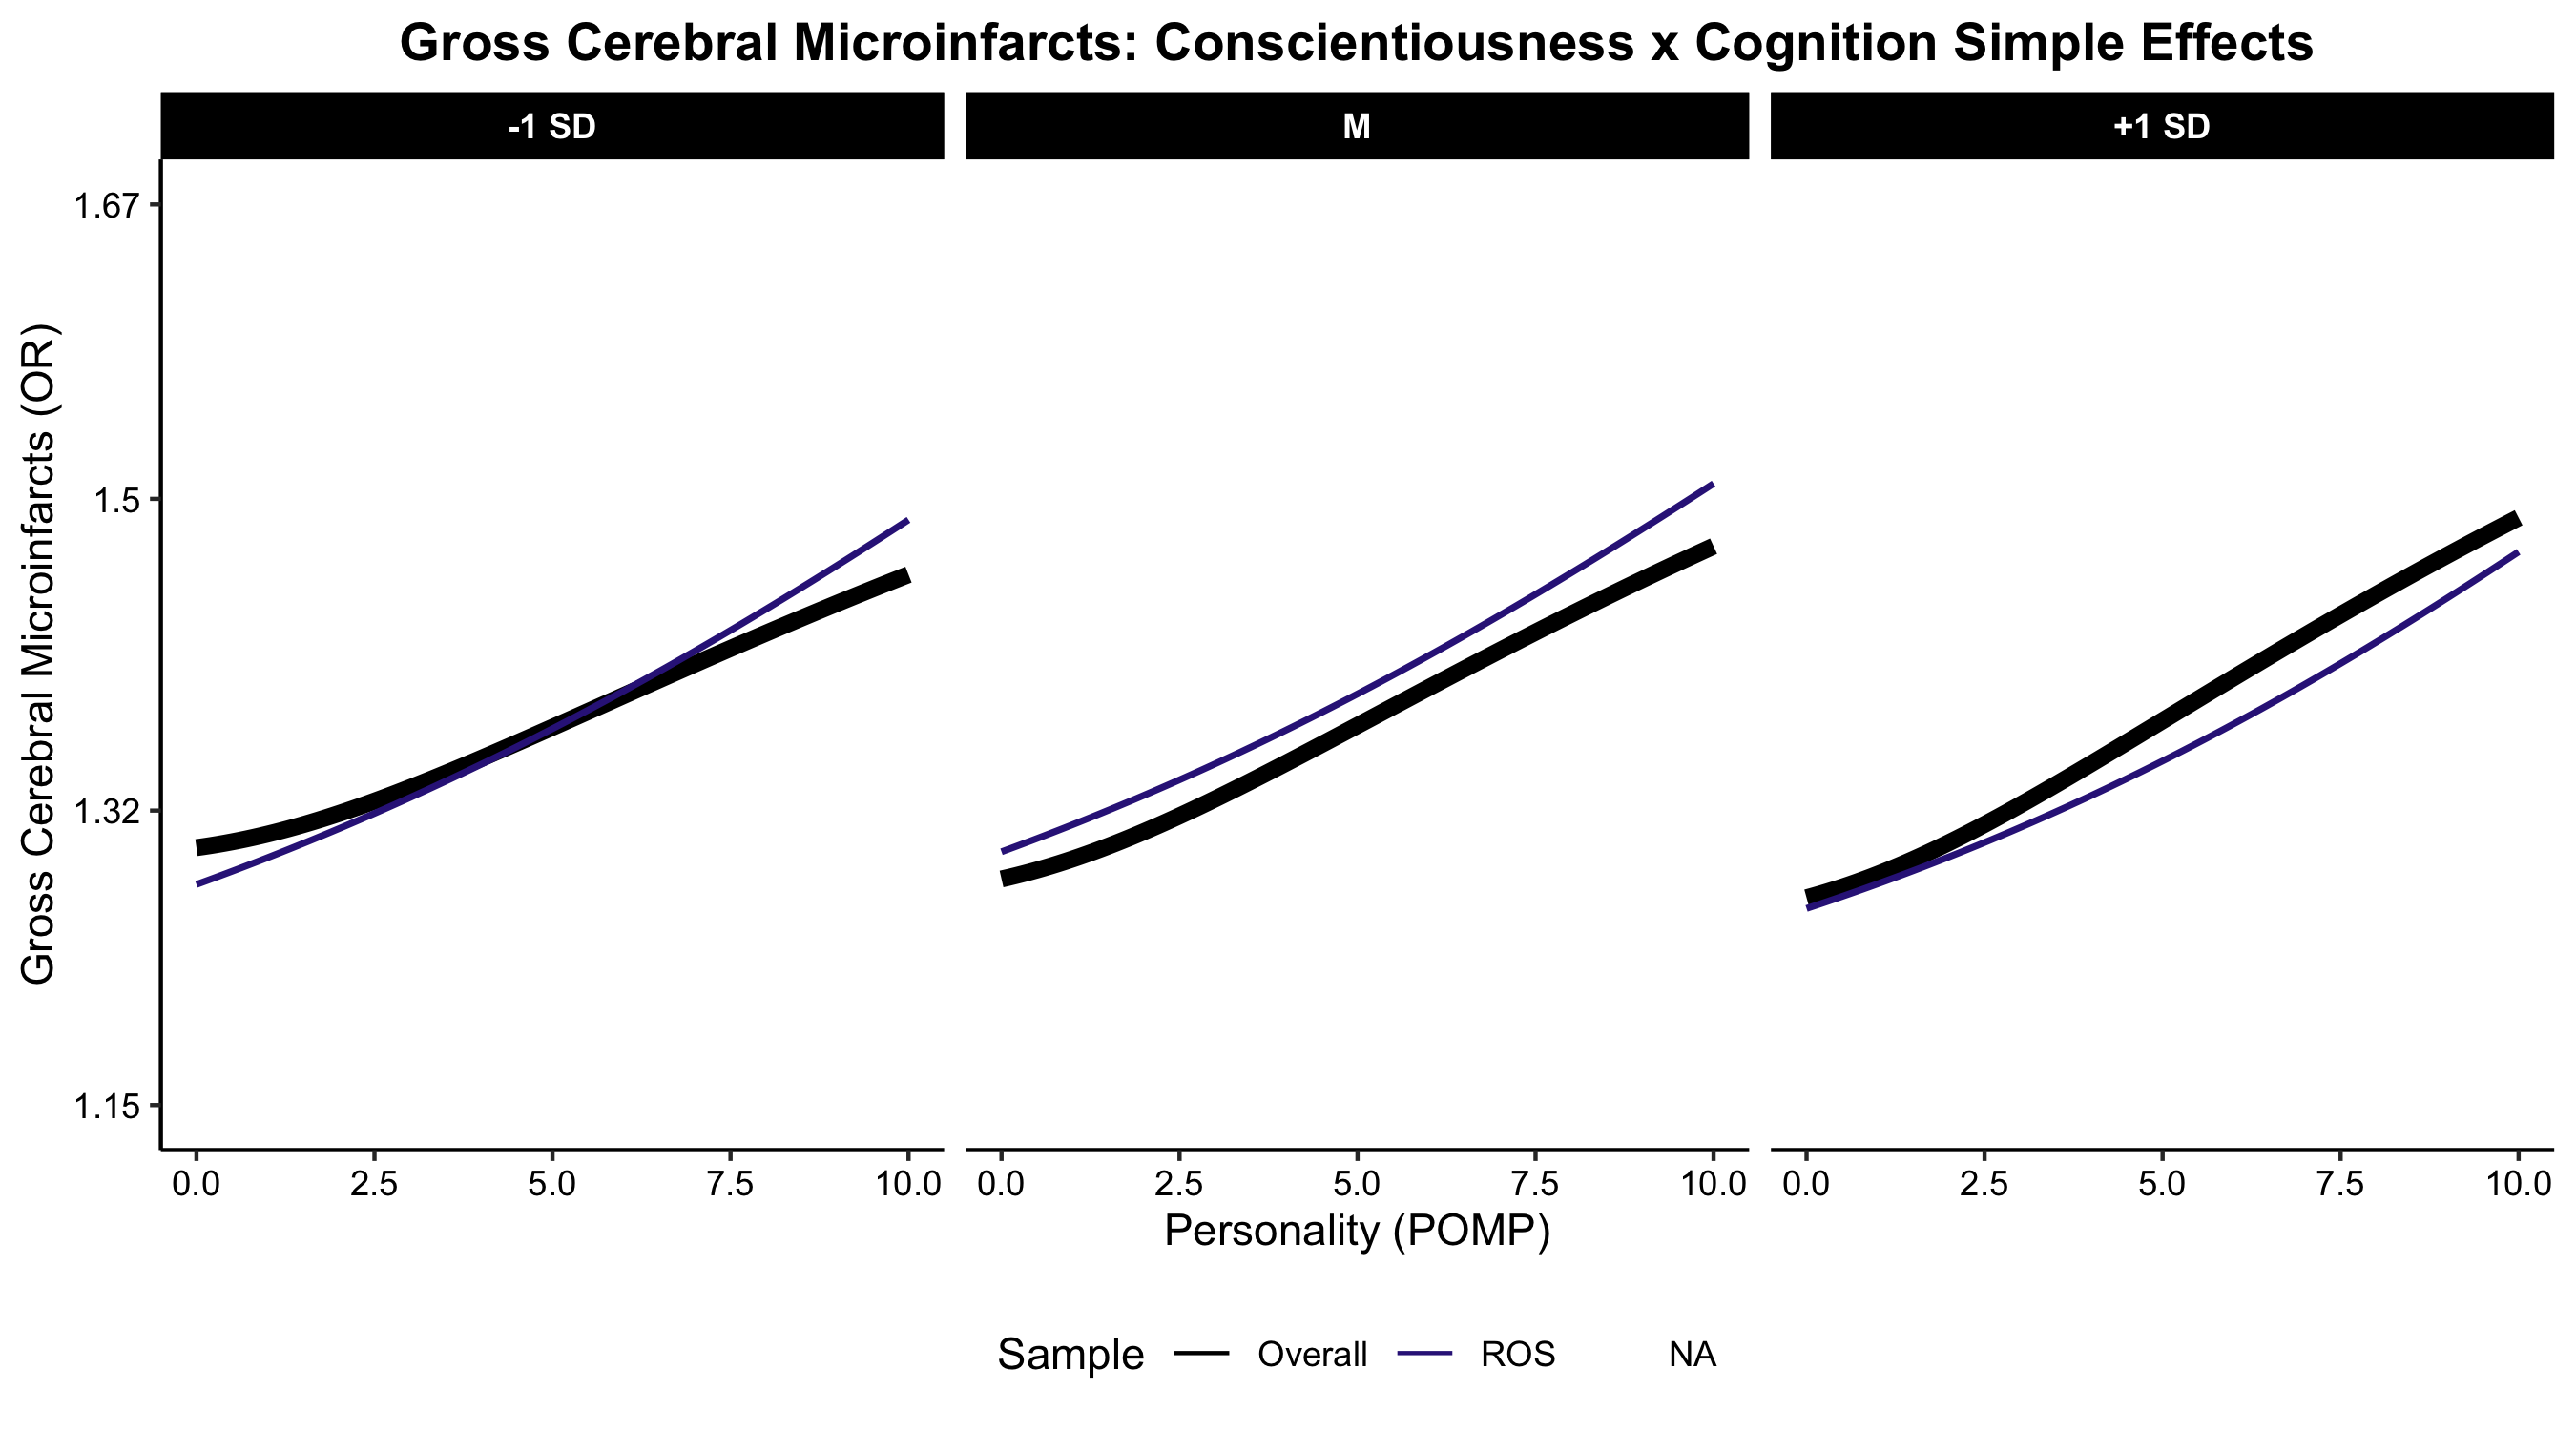 Gross Cerebral Microinfarcts: Conscientiousness x Cognition Simple Effects
-1 SD
M
+1 SD
Gross Cerebral Microinfarcts (OR)
1.67
1.5
1.32
1.15
0.0 2.5 5.0 7.5 10.0
0.0 2.5 5.0 7.5 10.0
0.0 2.5 5.0 7.5 10.0
Personality (POMP)
Sample Overall ROS NA